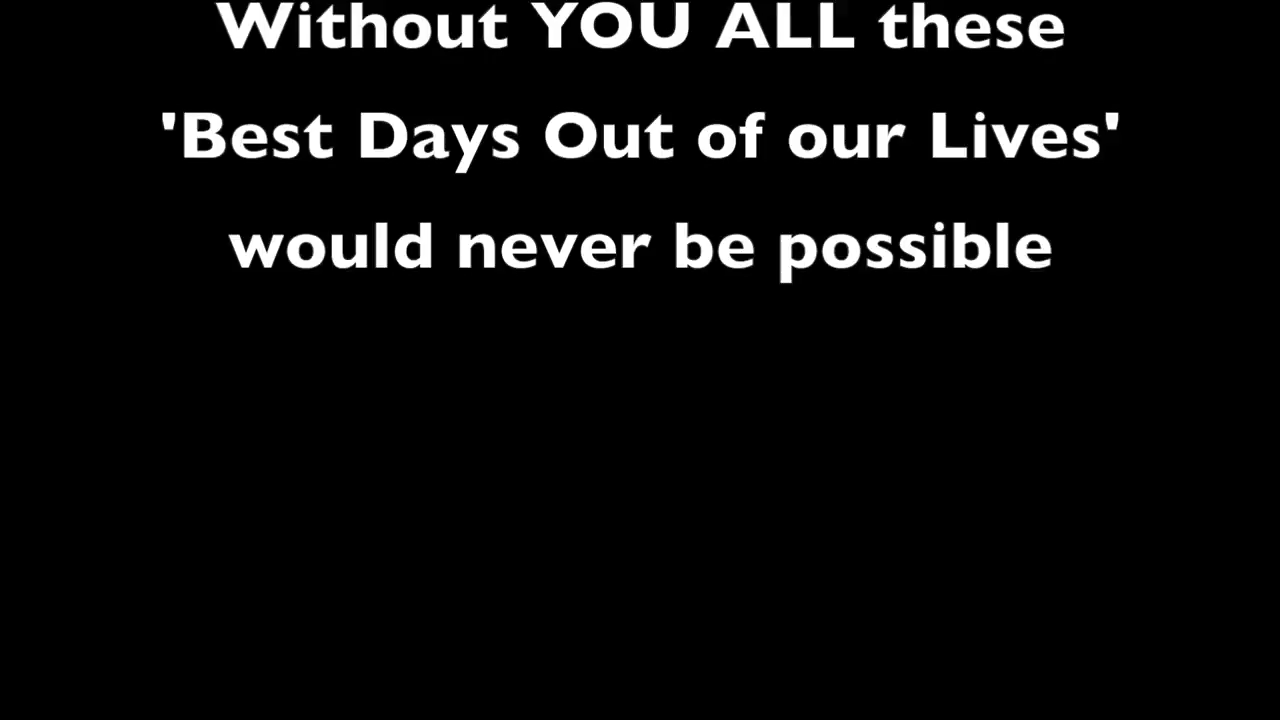 Without YOU ALL these
'Best Days Out of our Lives'
would never be possible